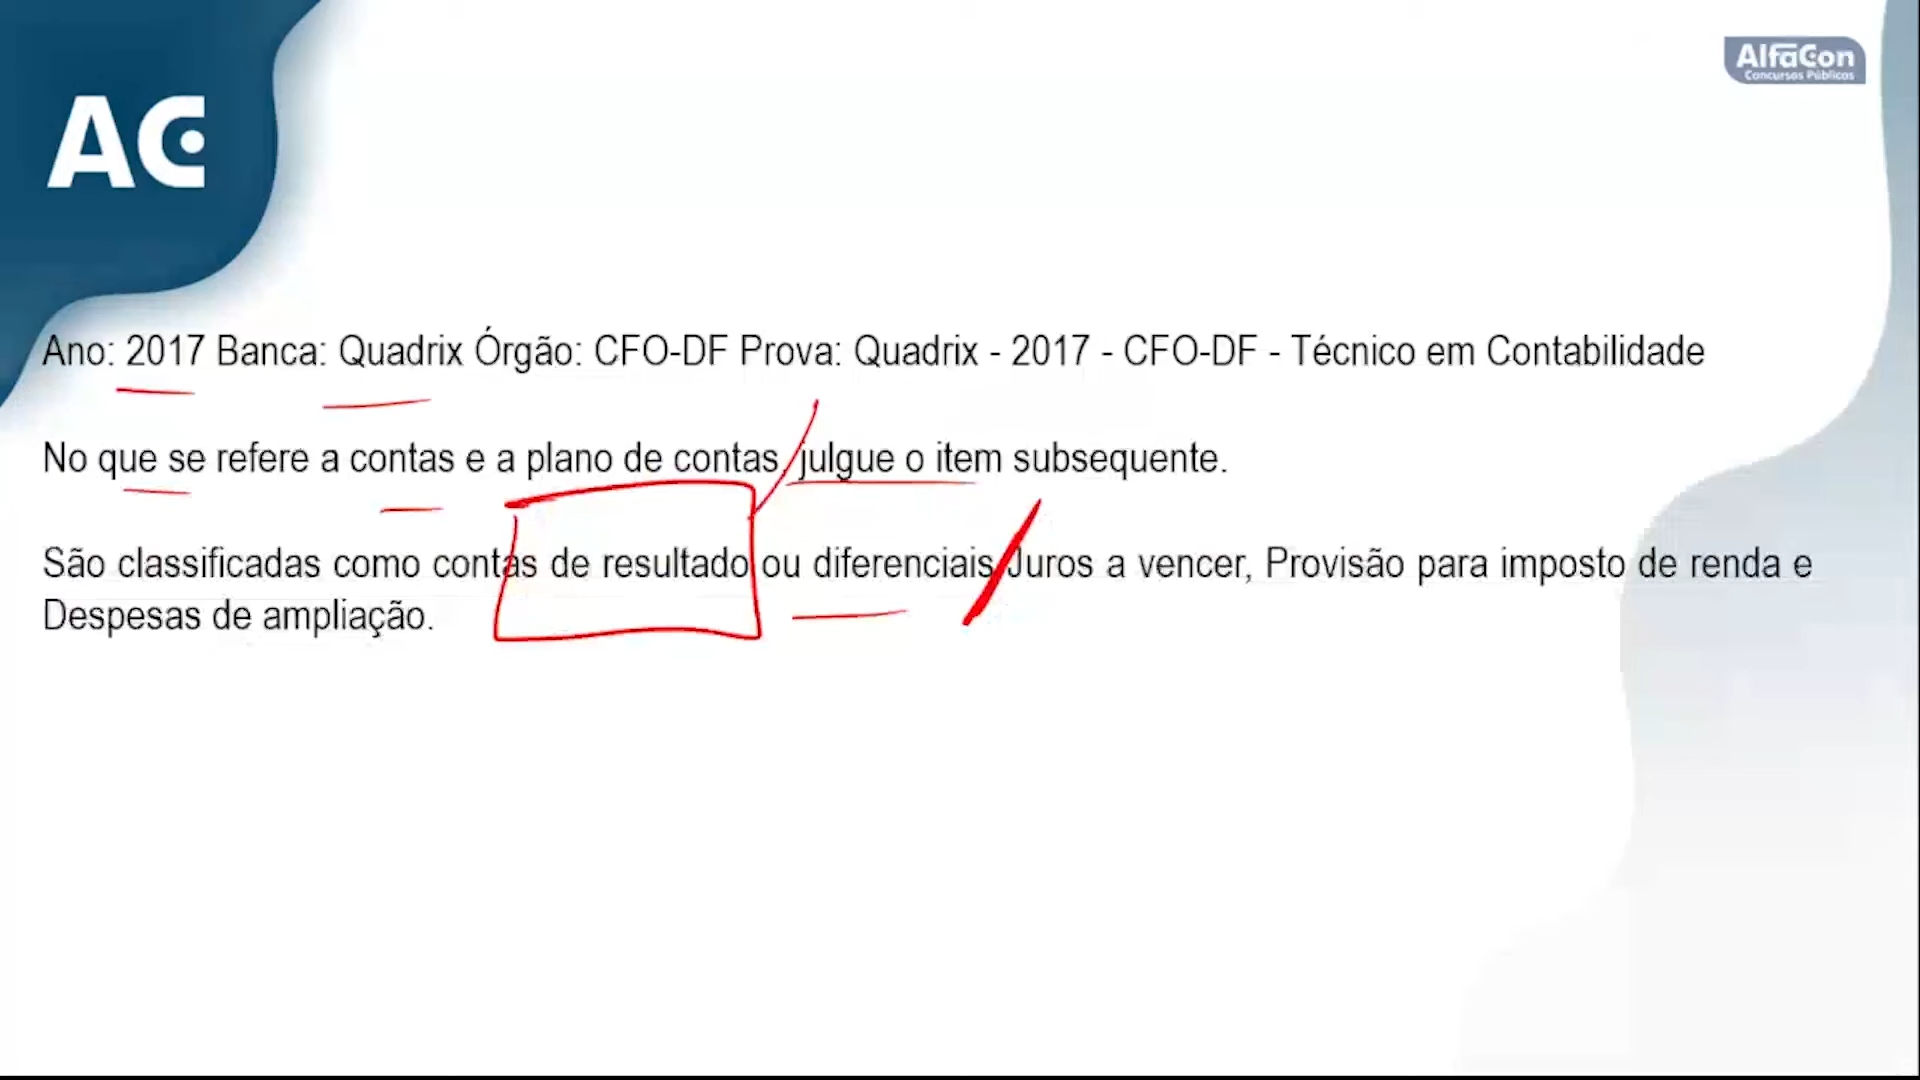 AlfaCon
Concursos Públicos
AC
Ano: 2017 Banca: Quadrix Órgão: CFO-DF Prova: Quadrix - 2017 - CFO-DF - Técnico em Contabilidade
No que se refere a contas e a plano de contas, julgue o item subsequente.
São classificadas como contas de resultado ou diferenciais Juros a vencer, Provisão para imposto de renda e
Despesas de ampliação.